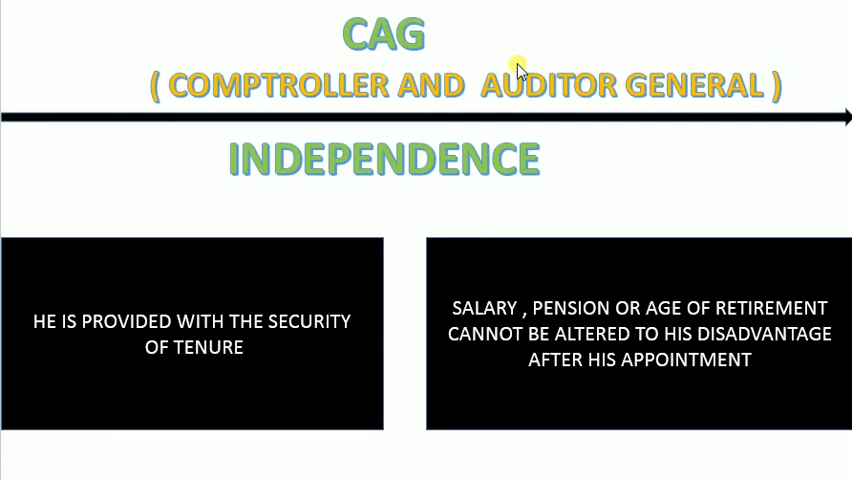 CAG
( COMPTROLLER AND AUDITOR GENERAL )
INDEPENDENCE
HE IS PROVIDED WITH THE SECURITY
OF TENURE
SALARY , PENSION OR AGE OF RETIREMENT
CANNOT BE ALTERED TO HIS DISADVANTAGE
AFTER HIS APPOINTMENT